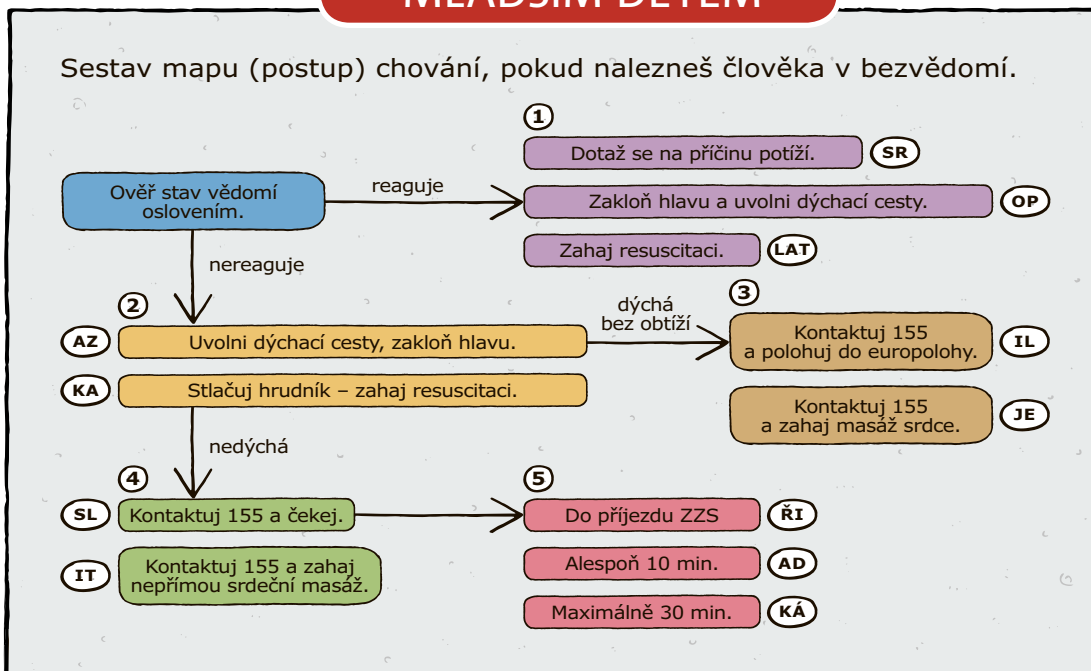 MLADŠÍM DĚTEM
Sestav mapu (postup) chování, pokud nalezneš člověka v bezvědomí.
1
Dotaž se na příčinu potíží.
SR
Ověř stav vědomí
oslovením.
reaguje
Zakloň hlavu a uvolni dýchací cesty.
OP
Zahaj resuscitaci.
LAT
nereaguje
2
AZ
Uvolni dýchací cesty, zakloň hlavu.
dýchá
bez obtíží
3
Kontaktuj 155
a polohuj do europolohy.
IL
KA
Stlačuj hrudník – zahaj resuscitaci.
Kontaktuj 155
a zahaj masáž srdce.
JE
nedýchá
4
SL
Kontaktuj 155 a čekej.
5
Do příjezdu ZZS
ŘI
IT
Kontaktuj 155 a zahaj
nepřímou srdeční masáž.
Alespoň 10 min.
AD
Maximálně 30 min.
KÁ